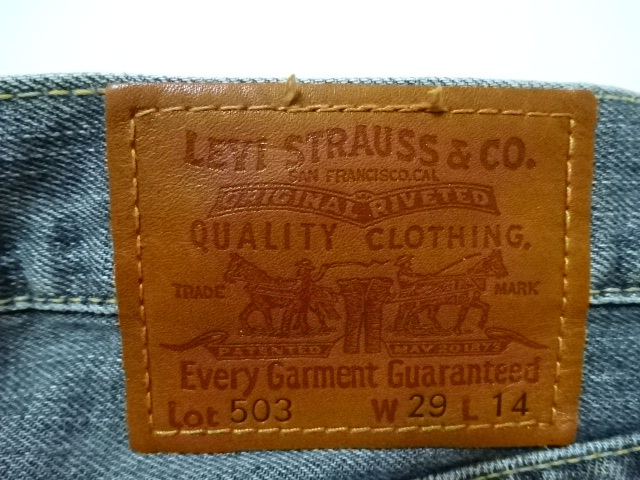 LEVI STRAUSS & CO.
SAN FRANCISCO, CAL
ORIGINAL RIVETED
QUALITY CLOTHING.
TRADE MARK
PATENTED MAY 20 1873
Every Garment Guaranteed
Lot 503 W 29 L 14